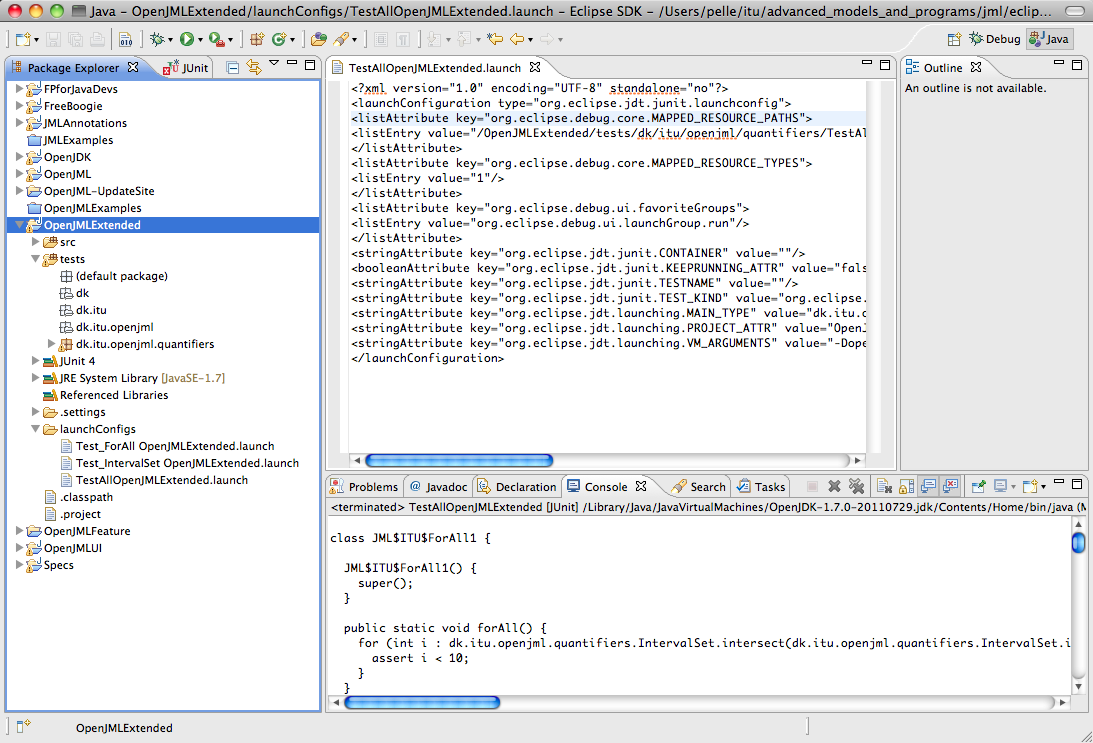 Java – OpenJMLExtended/launchConfigs/TestAllOpenJMLExtended.launch – Eclipse SDK – /Users/pelle/itu/advanced_models_and_programs/jml/eclip...
Debug
Java
Package Explorer
JUnit
FPforJavaDevs
FreeBoogie
JMLAnnotations
JMLExamples
OpenJDK
OpenJML
OpenJML-UpdateSite
OpenJMLExamples
OpenJMLExtended
src
tests
(default package)
dk
dk.itu
dk.itu.openjml
dk.itu.openjml.quantifiers
JUnit 4
JRE System Library [JavaSE-1.7]
Referenced Libraries
.settings
launchConfigs
Test_ForAll OpenJMLExtended.launch
Test_IntervalSet OpenJMLExtended.launch
TestAllOpenJMLExtended.launch
.classpath
.project
OpenJMLFeature
OpenJMLUI
Specs
TestAllOpenJMLExtended.launch
<?xml version="1.0" encoding="UTF-8" standalone="no"?>
<launchConfiguration type="org.eclipse.jdt.junit.launchconfig">
<listAttribute key="org.eclipse.debug.core.MAPPED_RESOURCE_PATHS">
<listEntry value="/OpenJMLExtended/tests/dk/itu/openjml/quantifiers/TestAl
</listAttribute>
<listAttribute key="org.eclipse.debug.core.MAPPED_RESOURCE_TYPES">
<listEntry value="1"/>
</listAttribute>
<listAttribute key="org.eclipse.debug.ui.favoriteGroups">
<listEntry value="org.eclipse.debug.ui.launchGroup.run"/>
</listAttribute>
<stringAttribute key="org.eclipse.jdt.junit.CONTAINER" value=""/>
<booleanAttribute key="org.eclipse.jdt.junit.KEEPRUNNING_ATTR" value="fals
<stringAttribute key="org.eclipse.jdt.junit.TESTNAME" value=""/>
<stringAttribute key="org.eclipse.jdt.junit.TEST_KIND" value="org.eclipse.
<stringAttribute key="org.eclipse.jdt.launching.MAIN_TYPE" value="dk.itu.o
<stringAttribute key="org.eclipse.jdt.launching.PROJECT_ATTR" value="OpenJ
<stringAttribute key="org.eclipse.jdt.launching.VM_ARGUMENTS" value="-Dope
</launchConfiguration>
Outline
An outline is not available.
Problems
@ Javadoc
Declaration
Console
Search
Tasks
<terminated> TestAllOpenJMLExtended [JUnit] /Library/Java/JavaVirtualMachines/OpenJDK-1.7.0-20110729.jdk/Contents/Home/bin/java (M
class JML$ITU$ForAll1 {
JML$ITU$ForAll1() {
super();
}
public static void forAll() {
for (int i : dk.itu.openjml.quantifiers.IntervalSet.intersect(dk.itu.openjml.quantifiers.IntervalSet.i
assert i < 10;
}
}
OpenJMLExtended